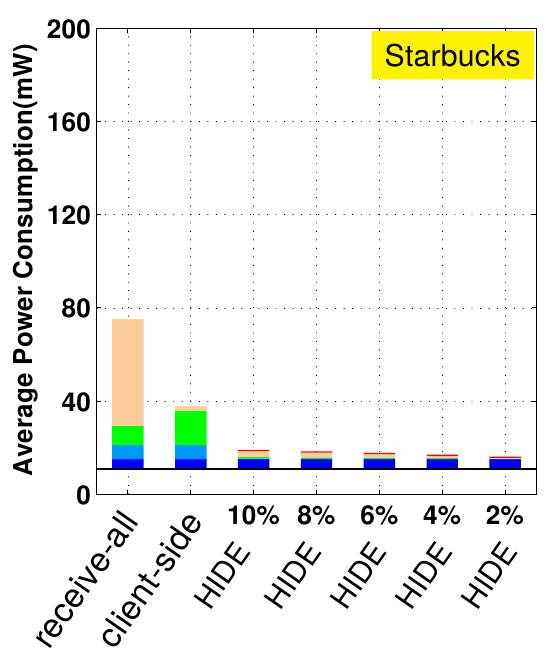 Starbucks
Average Power Consumption(mW)
200
160
120
80
40
0
receive-all
client-side
10%
HIDE
8%
HIDE
6%
HIDE
4%
HIDE
2%
HIDE